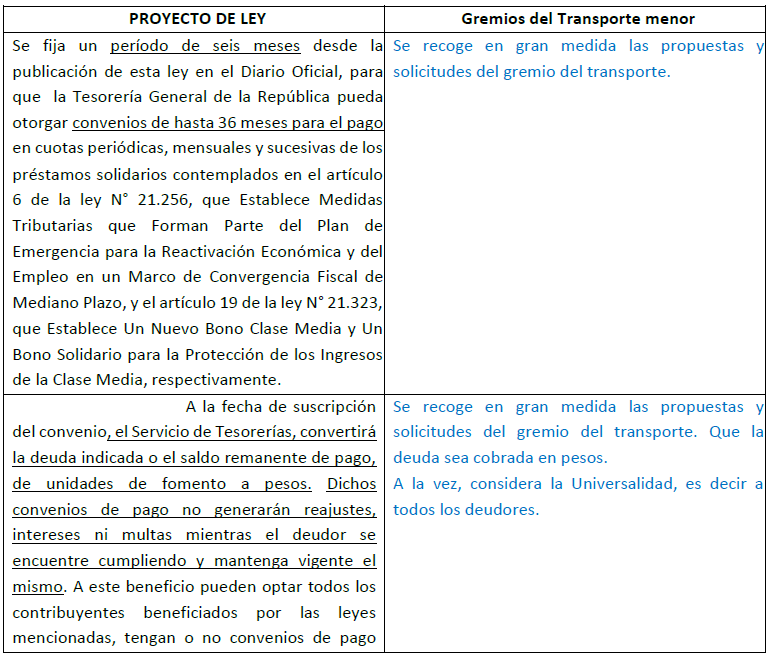 PROYECTO DE LEY
Gremios del Transporte menor
Se fija un período de seis meses desde la
publicación de esta ley en el Diario Oficial, para
que la Tesorería General de la República pueda
otorgar convenios de hasta 36 meses para el pago
en cuotas periódicas, mensuales y sucesivas de los
préstamos solidarios contemplados en el artículo
6 de la ley N° 21.256, que Establece Medidas
Tributarias que Forman Parte del Plan de
Emergencia para la Reactivación Económica y del
Empleo en un Marco de Convergencia Fiscal de
Mediano Plazo, y el artículo 19 de la ley N° 21.323,
que Establece Un Nuevo Bono Clase Media y Un
Bono Solidario para la Protección de los Ingresos
de la Clase Media, respectivamente.
Se recoge en gran medida las propuestas y
solicitudes del gremio del transporte.
A la fecha de suscripción
del convenio, el Servicio de Tesorerías, convertirá
la deuda indicada o el saldo remanente de pago,
de unidades de fomento a pesos. Dichos
convenios de pago no generarán reajustes,
intereses ni multas mientras el deudor se
encuentre cumpliendo y mantenga vigente el
mismo. A este beneficio pueden optar todos los
contribuyentes beneficiados por las leyes
mencionadas, tengan o no convenios de pago
Se recoge en gran medida las propuestas y
solicitudes del gremio del transporte. Que la
deuda sea cobrada en pesos.
A la vez, considera la Universalidad, es decir a
todos los deudores.